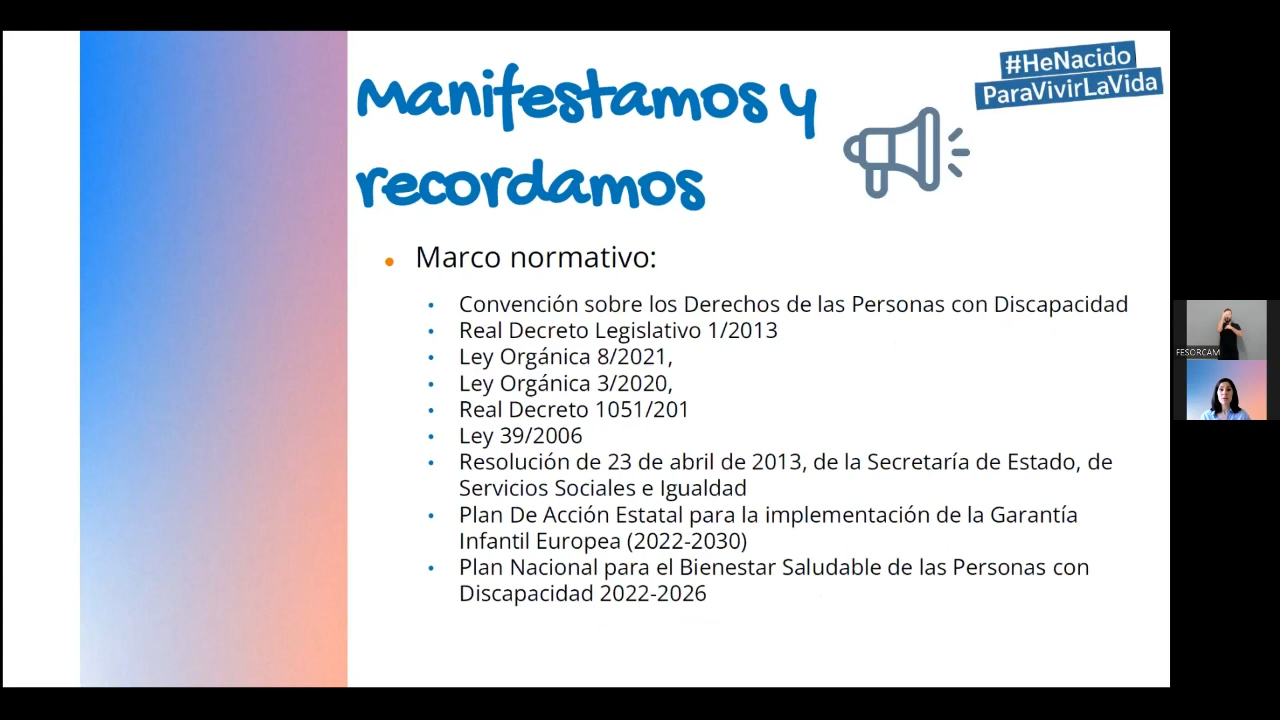 Manifestamos y
recordamos
#HeNacido
ParaVivirLaVida
Marco normativo:
Convención sobre los Derechos de las Personas con Discapacidad
Real Decreto Legislativo 1/2013
Ley Orgánica 8/2021,
Ley Orgánica 3/2020,
Real Decreto 1051/201
Ley 39/2006
Resolución de 23 de abril de 2013, de la Secretaría de Estado, de
Servicios Sociales e Igualdad
Plan De Acción Estatal para la implementación de la Garantía
Infantil Europea (2022-2030)
Plan Nacional para el Bienestar Saludable de las Personas con
Discapacidad 2022-2026
FESORCAM